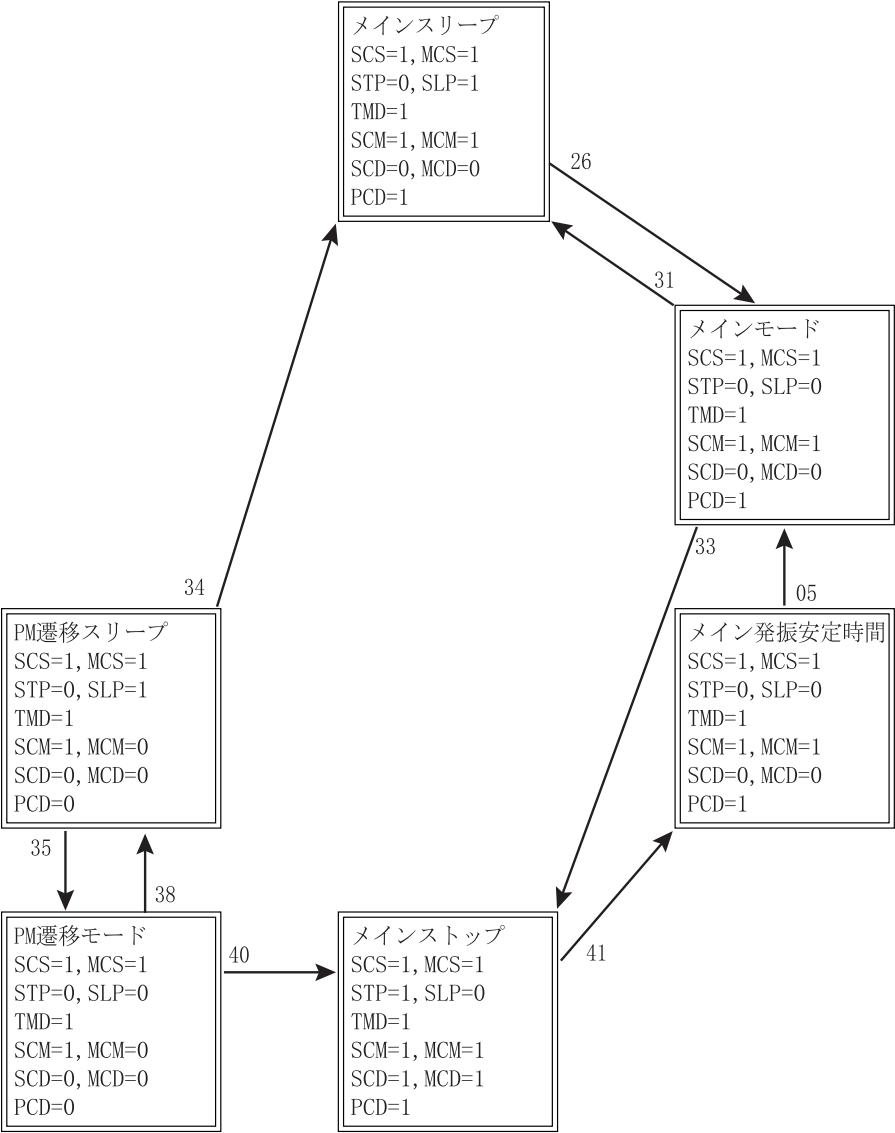 メインスリープ
SCS=1,MCS=1
STP=0,SLP=1
TMD=1
SCM=1,MCM=1
SCD=0,MCD=0
PCD=1
26
31
メインモード
SCS=1,MCS=1
STP=0,SLP=0
TMD=1
SCM=1,MCM=1
SCD=0,MCD=0
PCD=1
33
34
05
PM遷移スリープ
SCS=1,MCS=1
STP=0,SLP=1
TMD=1
SCM=1,MCM=0
SCD=0,MCD=0
PCD=0
メイン発振安定時間
SCS=1,MCS=1
STP=0,SLP=0
TMD=1
SCM=1,MCM=1
SCD=0,MCD=0
PCD=1
35
38
PM遷移モード
SCS=1,MCS=1
STP=0,SLP=0
TMD=1
SCM=1,MCM=0
SCD=0,MCD=0
PCD=0
40
メインストップ
SCS=1,MCS=1
STP=1,SLP=0
TMD=1
SCM=1,MCM=1
SCD=1,MCD=1
PCD=1
41